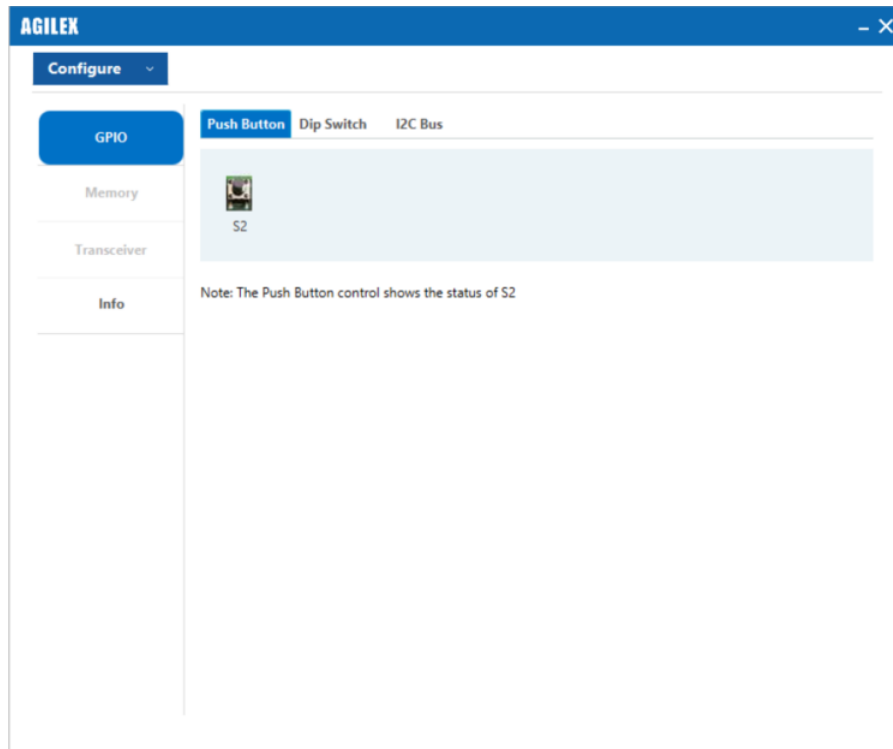 AGILEX
Configure
GPIO
Memory
Transceiver
Info
Push Button Dip Switch I2C Bus
S2
Note: The Push Button control shows the status of S2